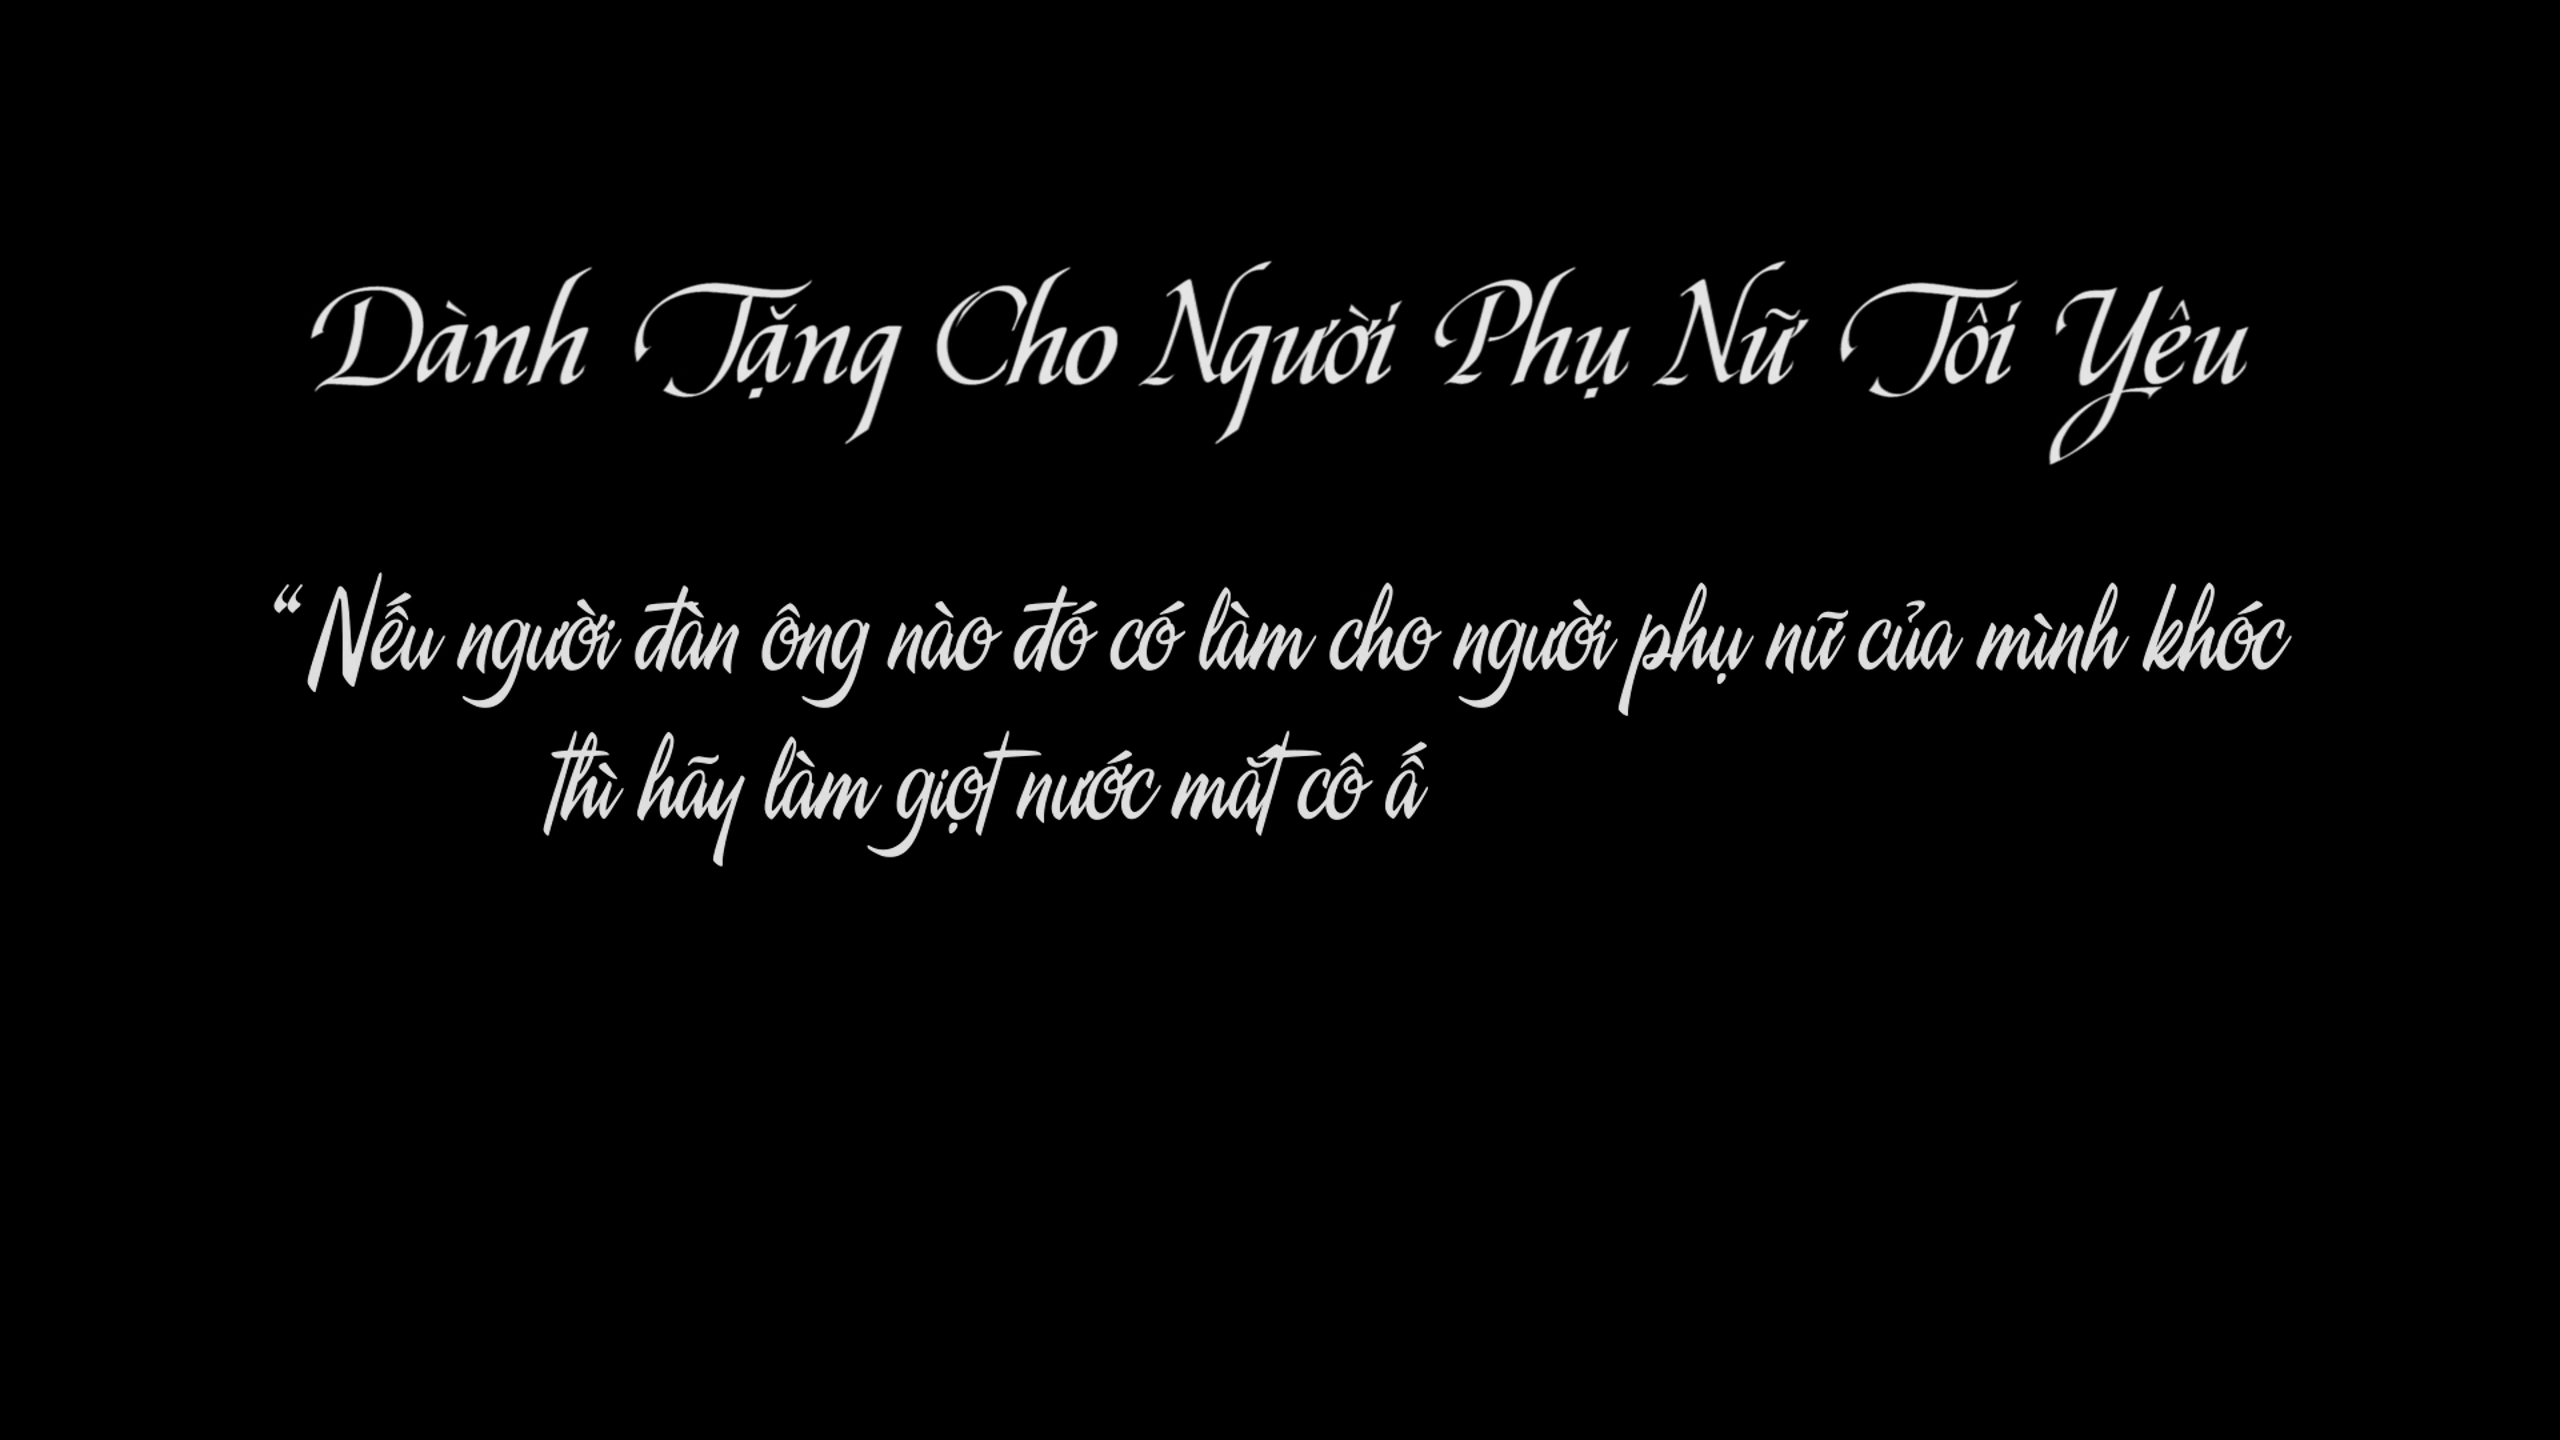 Dành Tặng Cho Người Phụ Nữ Tôi Yêu
“ Nếu người đàn ông nào đó có làm cho người phụ nữ của mình khóc
thì hãy làm giọt nước mắt cô ấ